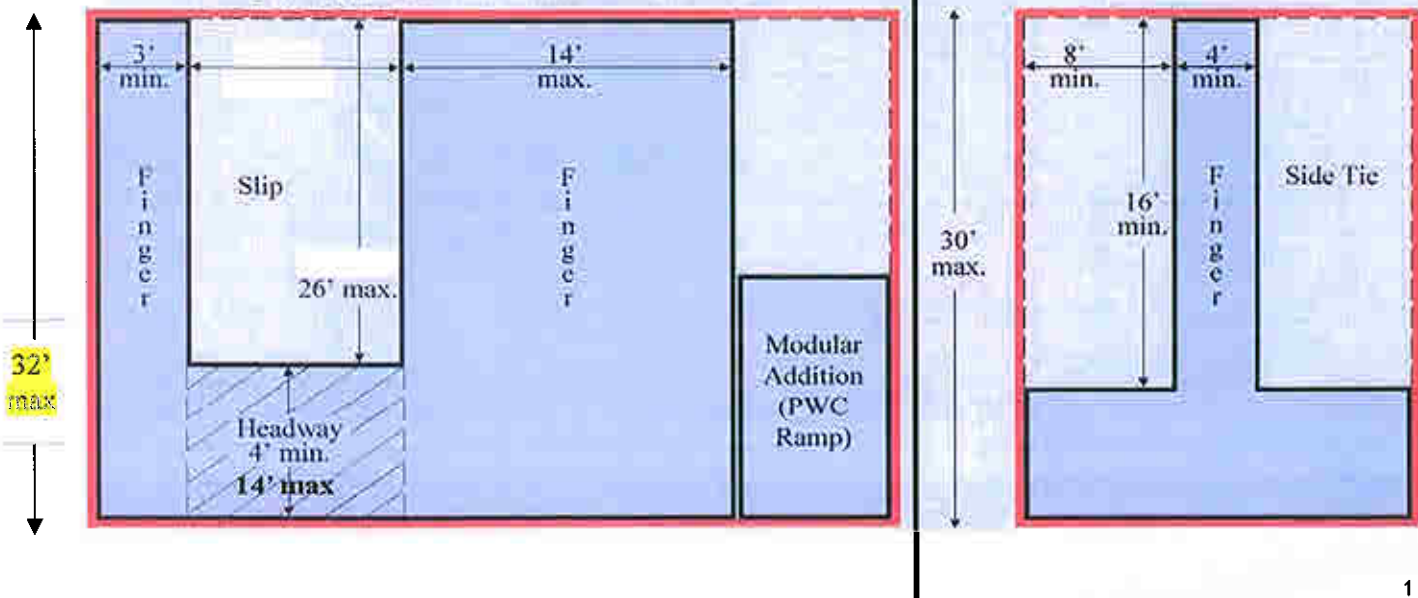 3’
min.
14’
max.
F
i
n
g
e
r
Slip
F
i
n
g
e
r
26’ max.
32’
max
Headway
4’ min.
14’ max
Modular
Addition
(PWC
Ramp)
30’
max.
8’
min.
4’
min.
F
i
n
g
e
r
Side Tie
16’
min.
1